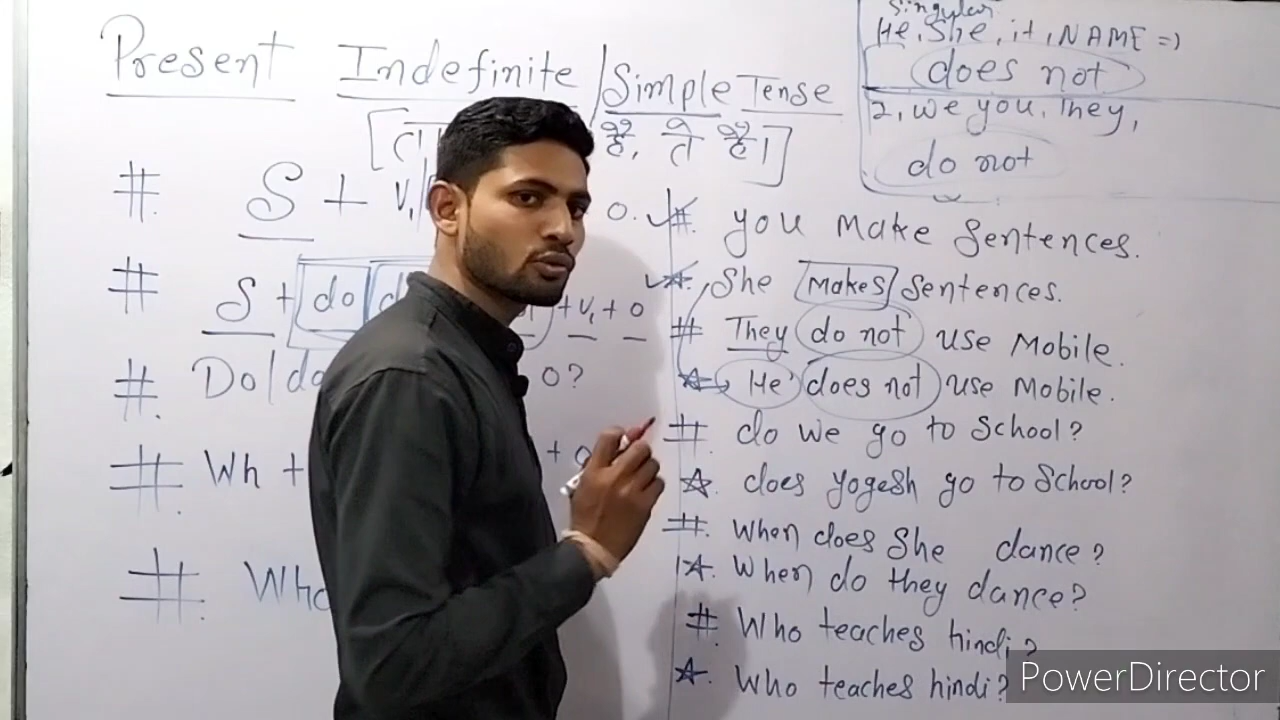 Present Indefinite / Simple Tense
है, ते है।]
#. S + V₁ O.
# S + do +V₁ + O
#. Do| O?
#. Wh + +
#.
Singular
He, She, it, NAME =>
does not
2, we you, They,
do not
#. you make Sentences.
She makes Sentences.
# They do not use Mobile.
He does not use Mobile.
# do we go to School?
☆. does yogesh go to School?
#. When does She dance?
☆. When do they dance?
# Who teaches hindi?
☆. Who teaches hindi?
PowerDirector